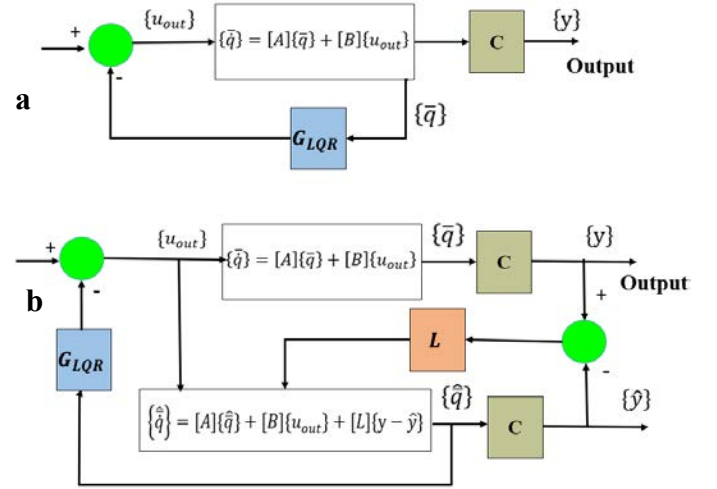 + {u_out} {q̄̇} = [A]{q̄} + [B]{u_out} C {y}
-
Output
a
{q̄}
G_LQR
+ {u_out} {q̄̇} = [A]{q̄} + [B]{u_out} {q̄} C {y}
-
Output
b
+
G_LQR
L
-
{q̄̂̇} = [A]{q̄̂} + [B]{u_out} + [L]{y − ŷ} {q̄̂} C {ŷ}